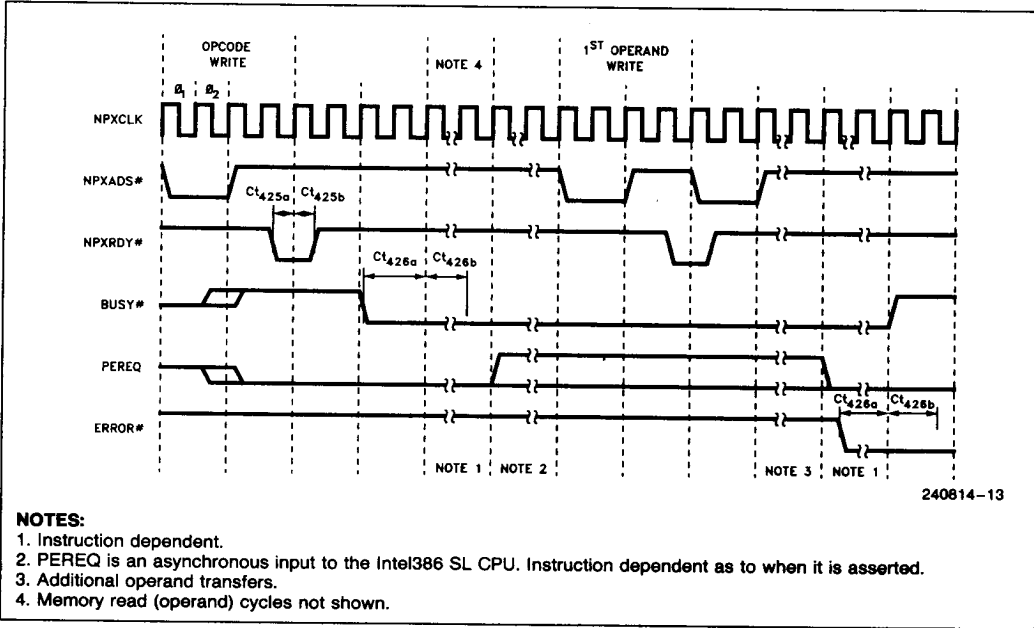 OPCODE
WRITE
NOTE 4
1ST OPERAND
WRITE
Ø1 Ø2
NPXCLK
NPXADS#
Ct425a Ct425b
NPXRDY#
Ct426a Ct426b
BUSY#
PEREQ
Ct426a Ct426b
ERROR#
NOTE 1 NOTE 2 NOTE 3 NOTE 1
240814–13
NOTES:
1. Instruction dependent.
2. PEREQ is an asynchronous input to the Intel386 SL CPU. Instruction dependent as to when it is asserted.
3. Additional operand transfers.
4. Memory read (operand) cycles not shown.